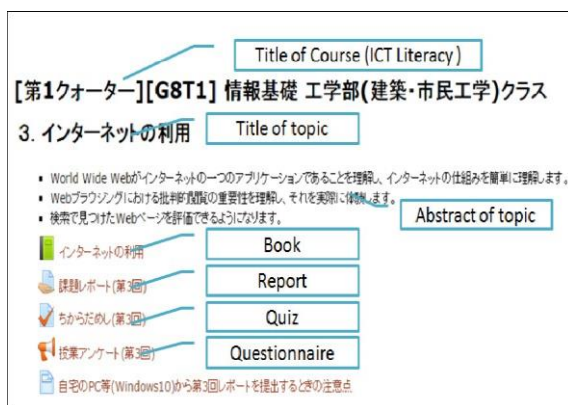 Title of Course (ICT Literacy )
[第1クォーター][G8T1] 情報基礎 工学部(建築・市民工学)クラス
3. インターネットの利用
Title of topic
World Wide Webがインターネットの一つのアプリケーションであることを理解し、インターネットの仕組みを簡単に理解します。
Webブラウジングにおける批判的閲覧の重要性を理解し、それを実際に体験します。
検索で見つけたWebページを評価できるようになります。
Abstract of topic
インターネットの利用
Book
課題レポート(第3回)
Report
ちからだめし(第3回)
Quiz
授業アンケート(第3回)
Questionnaire
自宅のPC等(Windows10)から第3回レポートを提出するときの注意点